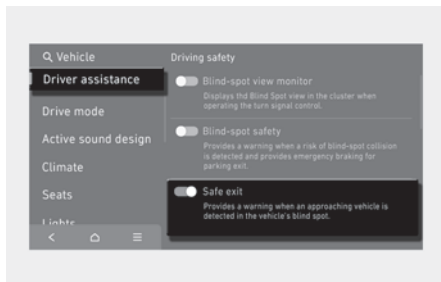 Vehicle
Driving safety
Driver assistance
Blind-spot view monitor
Displays thd Blind Spot view in the cluster when
operating the turn signal control.
Drive mode
Blind-spot safety
Active sound design
Provides a warning when a risk of blind-spot collision
is detected and provides emergency braking for
parking exit.
Climate
Seats
Safe exit
Provides a warning when an approaching vehicle is
detected in the vehicle's blind spot.
Lights